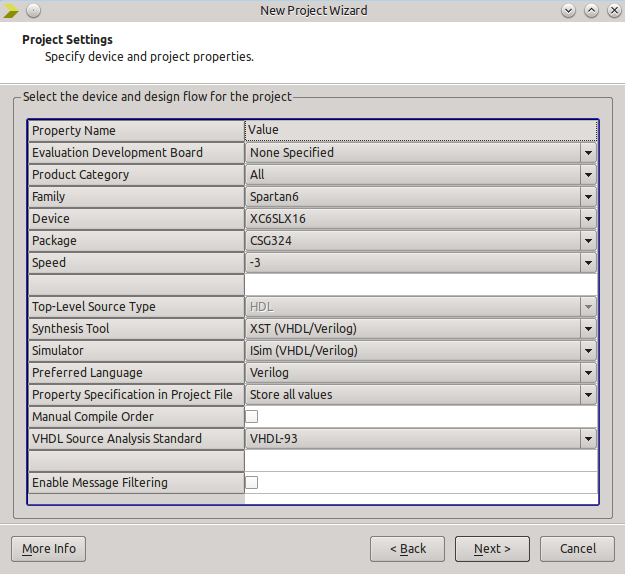 New Project Wizard
Project Settings
Specify device and project properties.
Select the device and design flow for the project
Property Name Value
Evaluation Development Board None Specified
Product Category All
Family Spartan6
Device XC6SLX16
Package CSG324
Speed -3
Top-Level Source Type HDL
Synthesis Tool XST (VHDL/Verilog)
Simulator ISim (VHDL/Verilog)
Preferred Language Verilog
Property Specification in Project File Store all values
Manual Compile Order
VHDL Source Analysis Standard VHDL-93
Enable Message Filtering
More Info < Back Next > Cancel